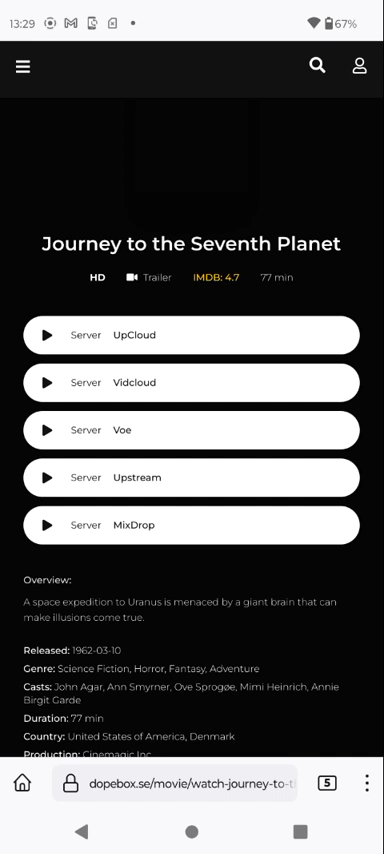 13:29
67%
Journey to the Seventh Planet
HD Trailer IMDB: 4.7 77 min
Server UpCloud
Server Vidcloud
Server Voe
Server Upstream
Server MixDrop
Overview:
A space expedition to Uranus is menaced by a giant brain that can
make illusions come true.
Released: 1962-03-10
Genre: Science Fiction, Horror, Fantasy, Adventure
Casts: John Agar, Ann Smyrner, Ove Sprogøe, Mimi Heinrich, Annie
Birgit Garde
Duration: 77 min
Country: United States of America, Denmark
Production: Cinemagic Inc
dopebox.se/movie/watch-journey-to-t
5